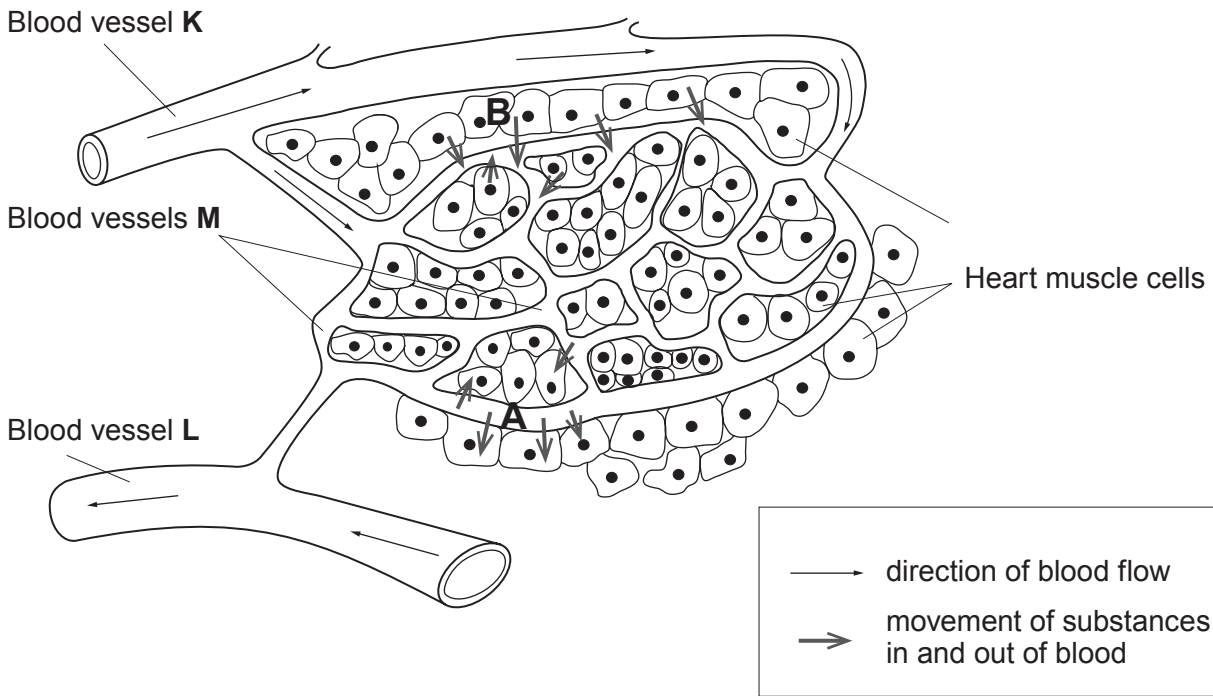 Blood vessel K
B
Blood vessels M
Heart muscle cells
A
Blood vessel L
direction of blood flow
movement of substances
in and out of blood